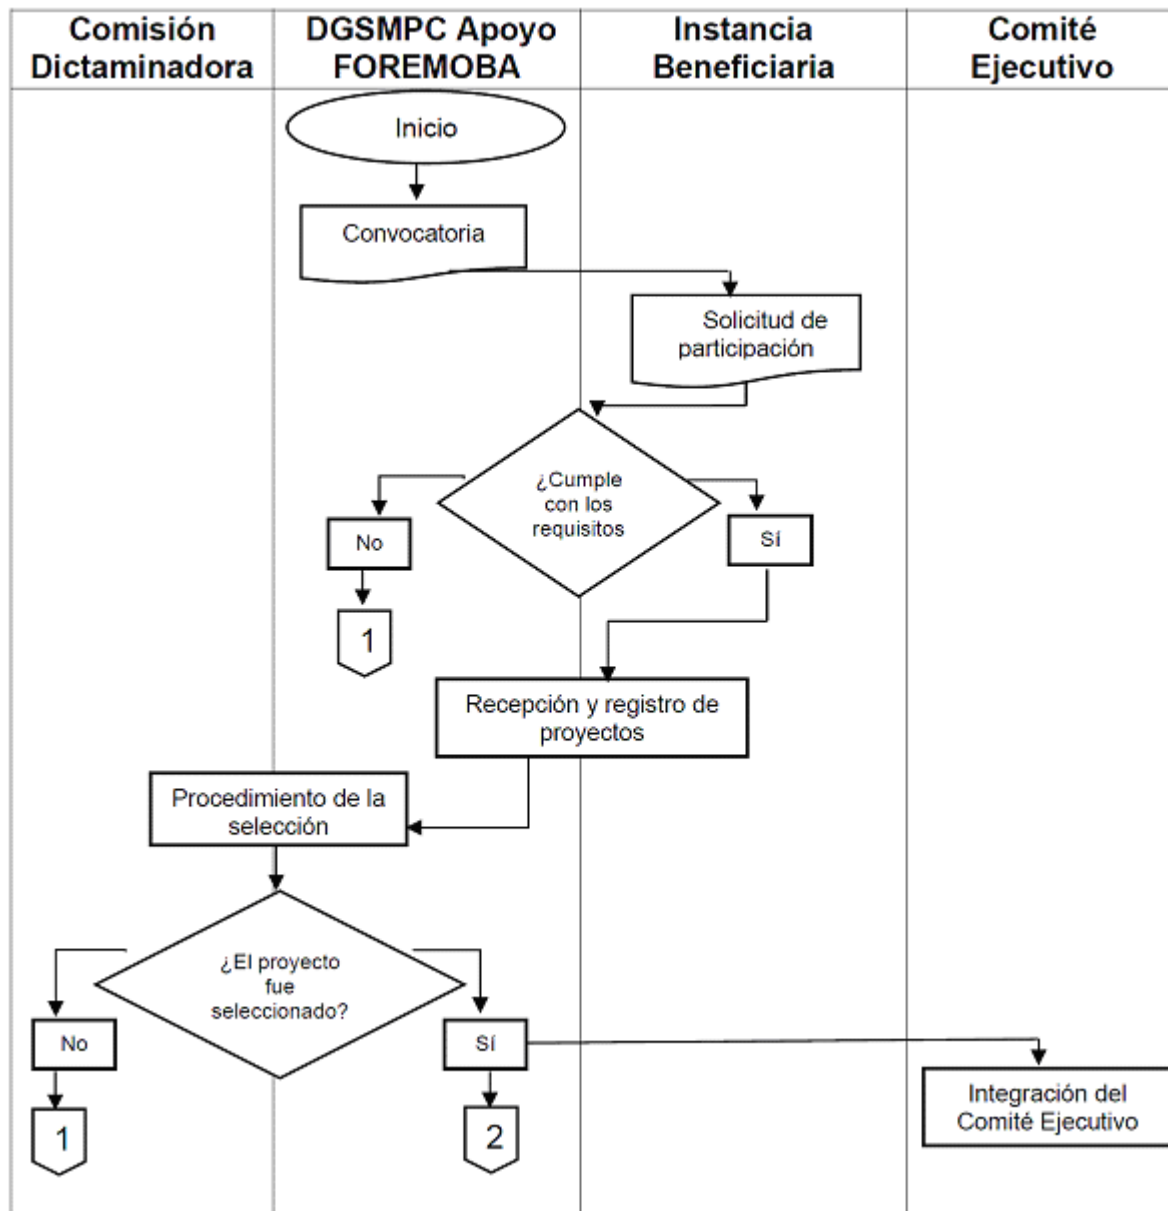 Comisión
Dictaminadora
DGSMPC Apoyo
FOREMOBA
Instancia
Beneficiaria
Comité
Ejecutivo
Inicio
Convocatoria
Solicitud de
participación
¿Cumple
con los
requisitos
No
Sí
1
Recepción y registro de
proyectos
Procedimiento de la
selección
¿El proyecto
fue
seleccionado?
No
Sí
Integración del
Comité Ejecutivo
1
2